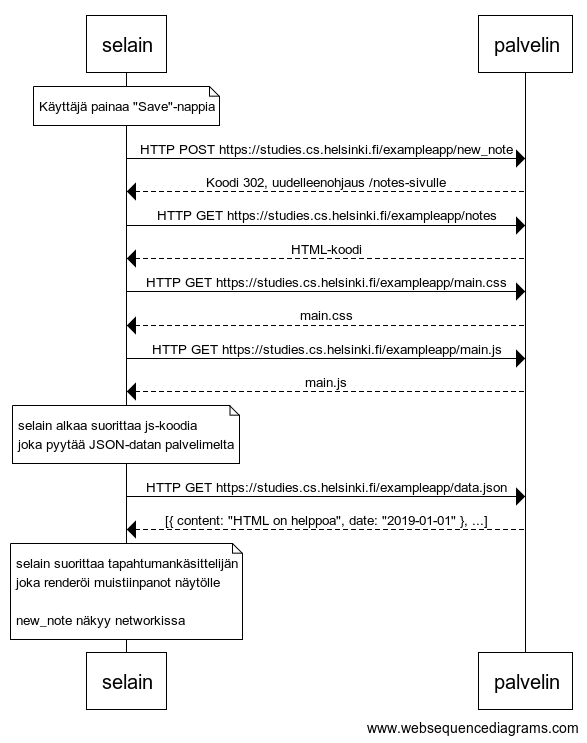 selain
palvelin
Käyttäjä painaa "Save"-nappia
HTTP POST https://studies.cs.helsinki.fi/exampleapp/new_note
Koodi 302, uudelleenohjaus /notes-sivulle
HTTP GET https://studies.cs.helsinki.fi/exampleapp/notes
HTML-koodi
HTTP GET https://studies.cs.helsinki.fi/exampleapp/main.css
main.css
HTTP GET https://studies.cs.helsinki.fi/exampleapp/main.js
main.js
selain alkaa suorittaa js-koodia
joka pyytää JSON-datan palvelimelta
HTTP GET https://studies.cs.helsinki.fi/exampleapp/data.json
[{ content: "HTML on helppoa", date: "2019-01-01" }, ...]
selain suorittaa tapahtumankäsittelijän
joka renderöi muistiinpanot näytölle
new_note näkyy networkissa
selain
palvelin
www.websequencediagrams.com